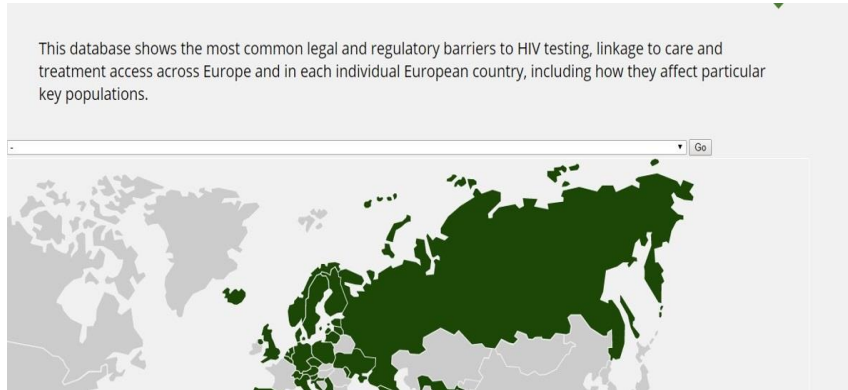 This database shows the most common legal and regulatory barriers to HIV testing, linkage to care and
treatment access across Europe and in each individual European country, including how they affect particular
key populations.
-
Go